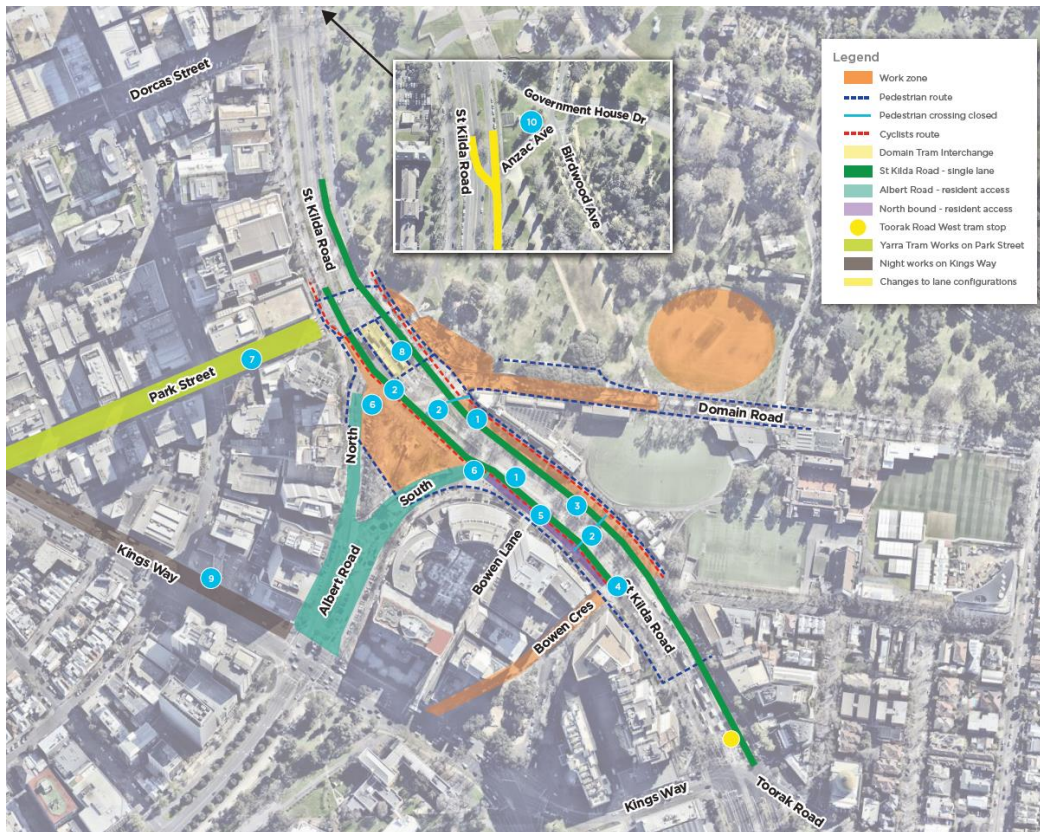 Dorcas Street
St Kilda Road
Government House Dr
10
Anzac Ave
Birdwood Ave
Legend
Work zone
Pedestrian route
Pedestrian crossing closed
Cyclists route
Domain Tram Interchange
St Kilda Road - single lane
Albert Road - resident access
North bound - resident access
Toorak Road West tram stop
Yarra Tram Works on Park Street
Night works on Kings Way
Changes to lane configurations
St Kilda Road
7
Park Street
8
2
6
2
1
Domain Road
North
South
6
1
3
5
2
Kings Way
9
Albert Road
Bowen Lane
4
Bowen Cres
St Kilda Road
Kings Way
Toorak Road